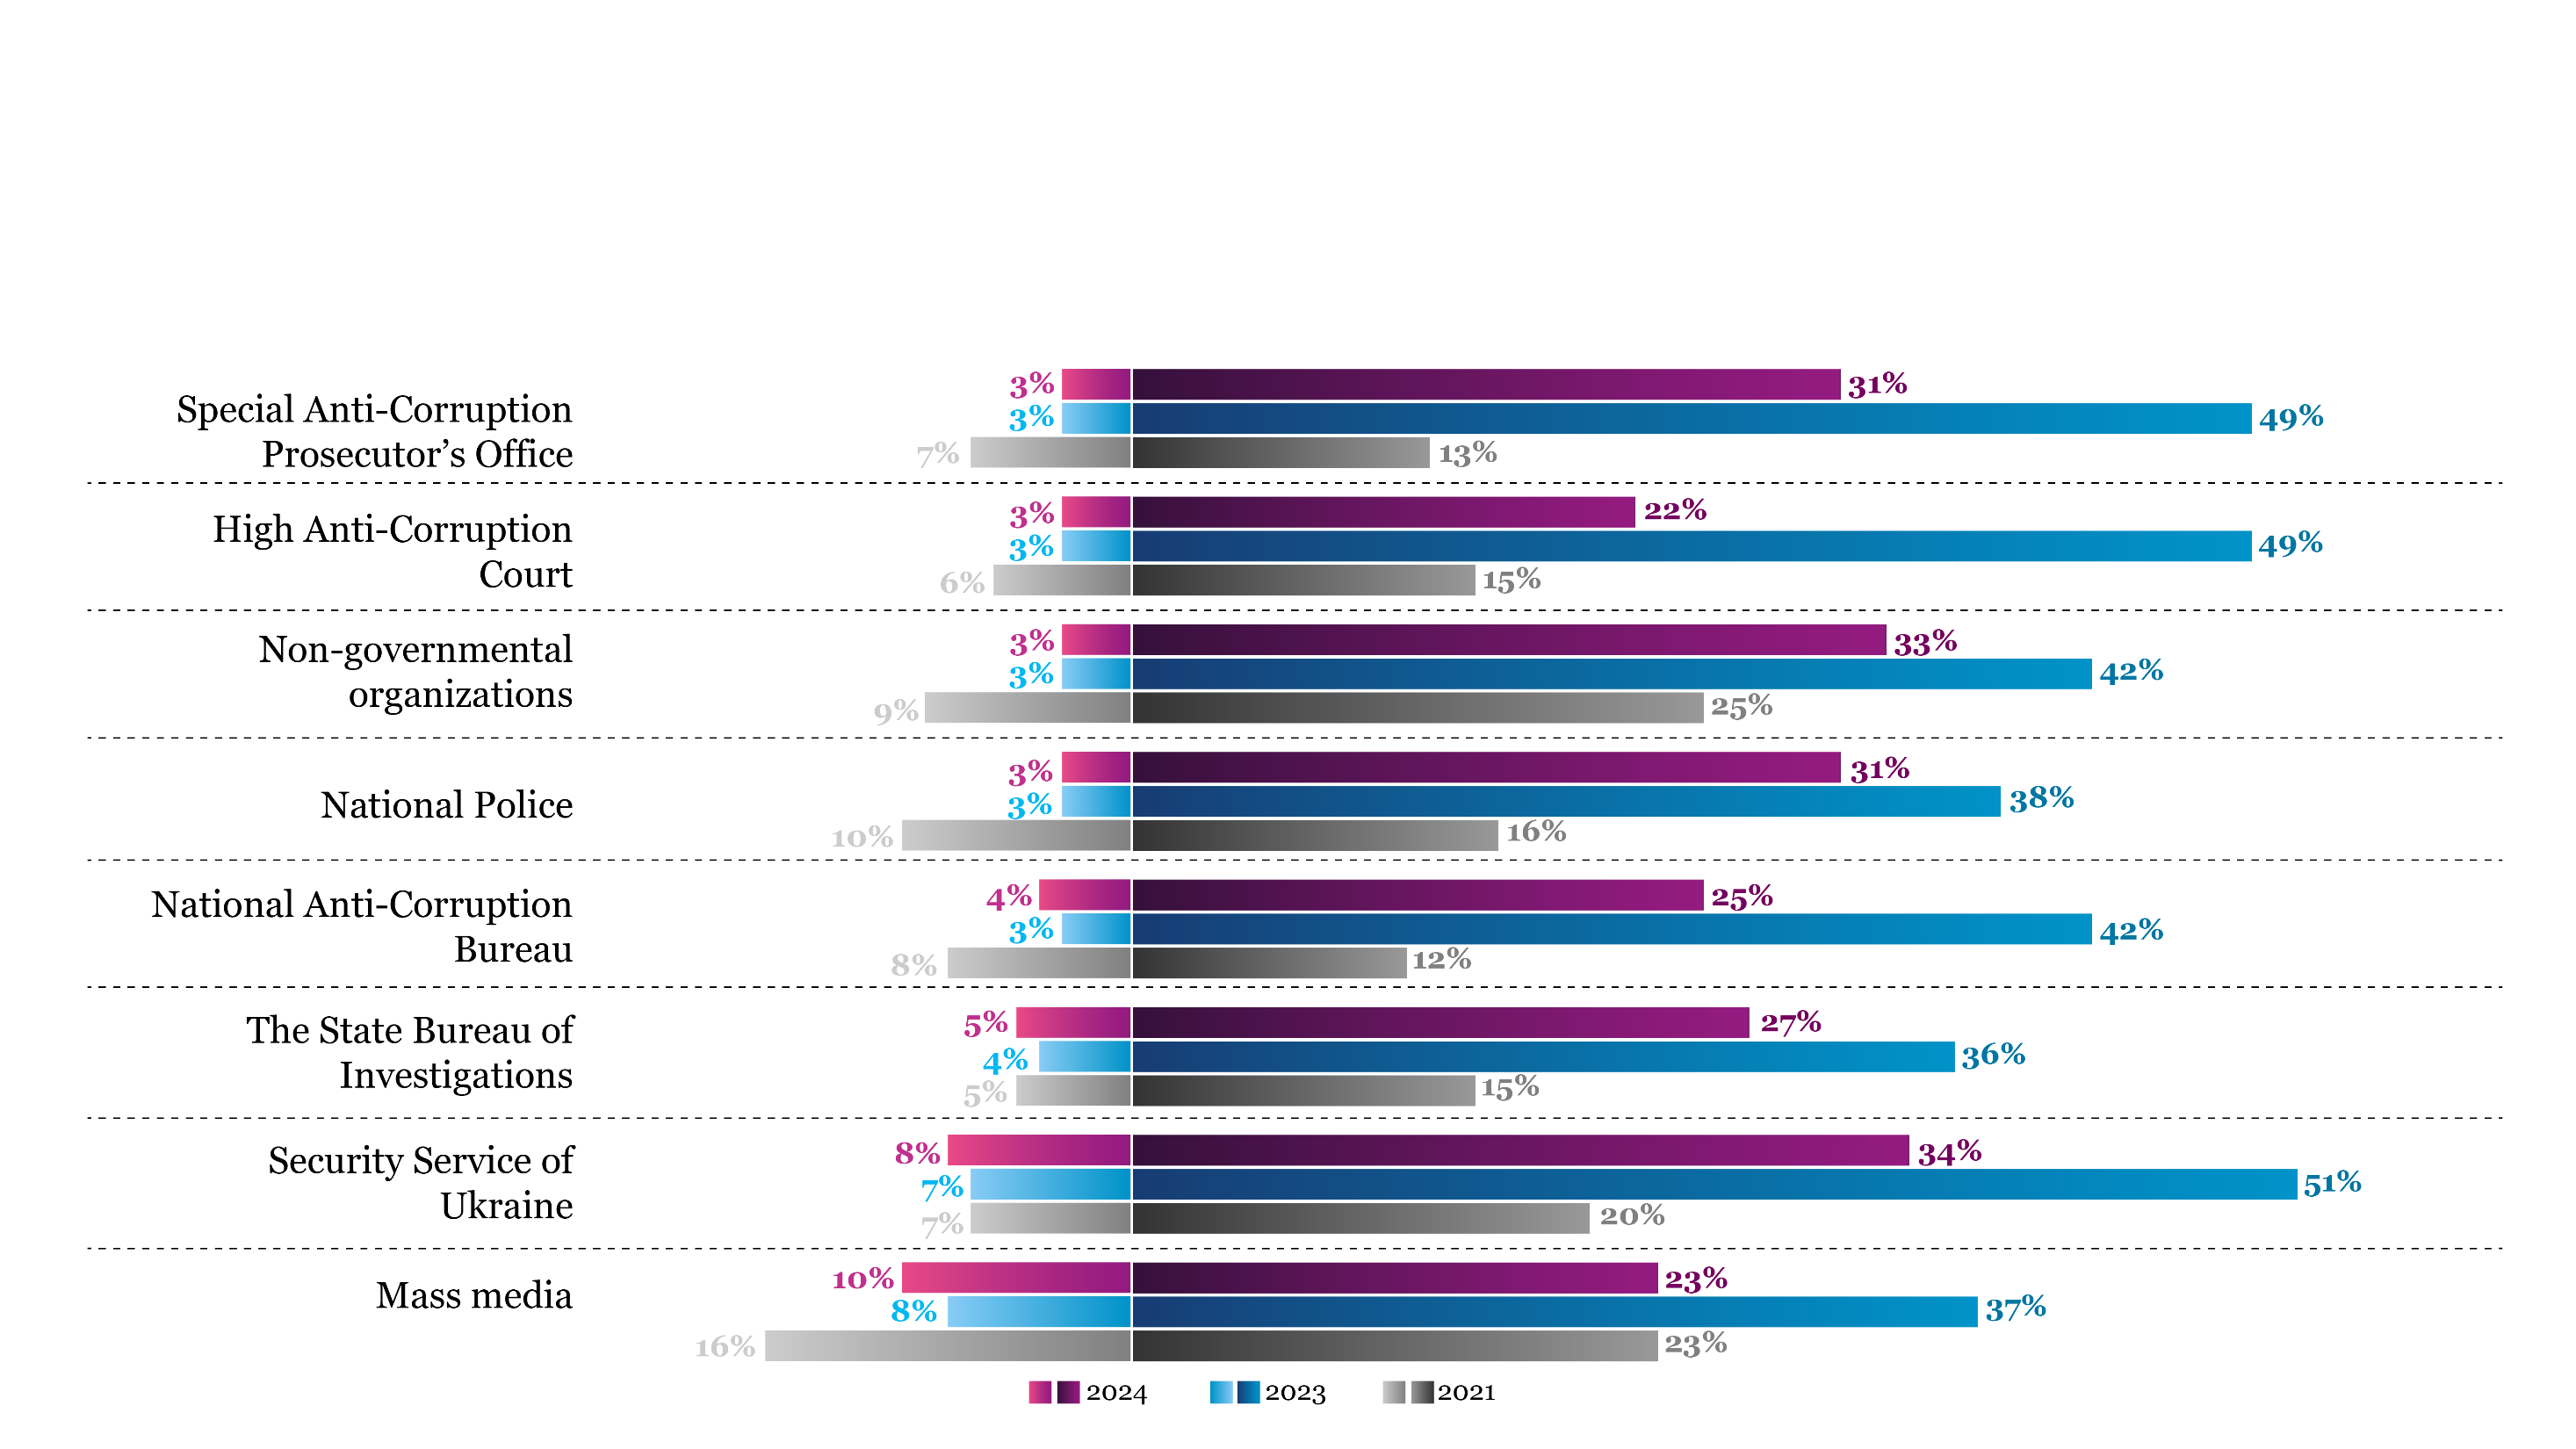 3% 31%
Special Anti-Corruption 3% 49%
Prosecutor’s Office 7% 13%
3% 22%
High Anti-Corruption 3% 49%
Court 6% 15%
3% 33%
Non-governmental 3% 42%
organizations 9% 25%
3% 31%
National Police 3% 38%
10% 16%
4% 25%
National Anti-Corruption 3% 42%
Bureau 8% 12%
5% 27%
The State Bureau of 4% 36%
Investigations 5% 15%
8% 34%
Security Service of 7% 51%
Ukraine 7% 20%
10% 23%
Mass media 8% 37%
16% 23%
2024 2023 2021